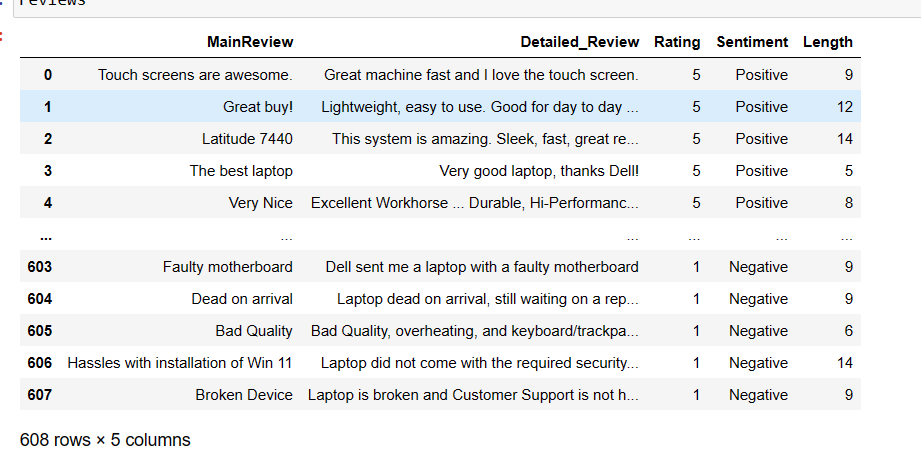 reviews
MainReview Detailed_Review Rating Sentiment Length
0 Touch screens are awesome. Great machine fast and I love the touch screen. 5 Positive 9
1 Great buy! Lightweight, easy to use. Good for day to day ... 5 Positive 12
2 Latitude 7440 This system is amazing. Sleek, fast, great re... 5 Positive 14
3 The best laptop Very good laptop, thanks Dell! 5 Positive 5
4 Very Nice Excellent Workhorse ... Durable, Hi-Performanc... 5 Positive 8
... ... ... ... ... ...
603 Faulty motherboard Dell sent me a laptop with a faulty motherboard 1 Negative 9
604 Dead on arrival Laptop dead on arrival, still waiting on a rep... 1 Negative 9
605 Bad Quality Bad Quality, overheating, and keyboard/trackpa... 1 Negative 6
606 Hassles with installation of Win 11 Laptop did not come with the required security... 1 Negative 14
607 Broken Device Laptop is broken and Customer Support is not h... 1 Negative 9
608 rows × 5 columns